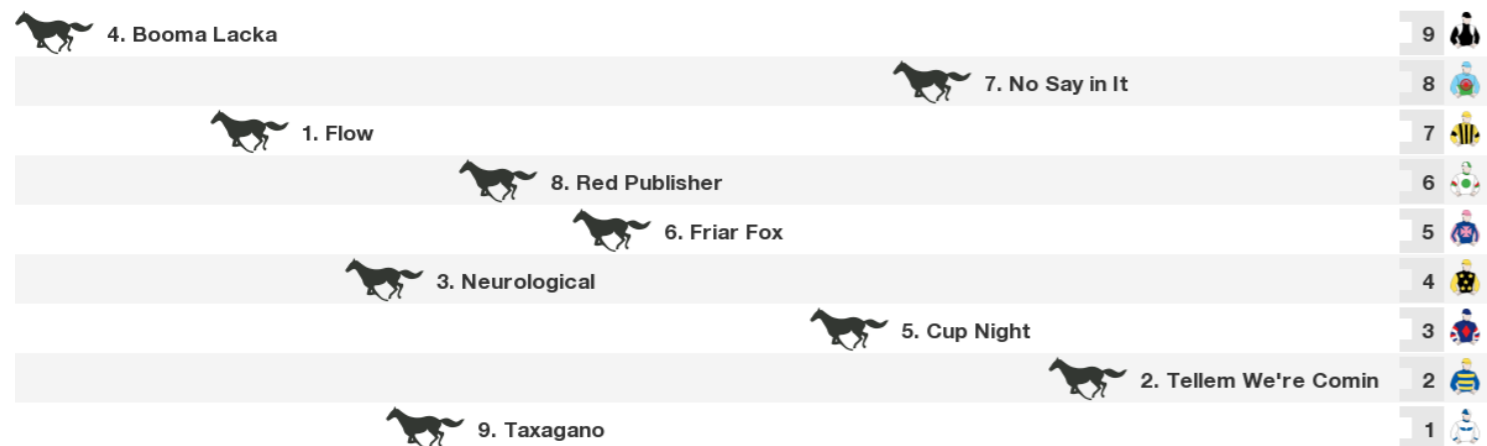 4. Booma Lacka 9
7. No Say in It 8
1. Flow 7
8. Red Publisher 6
6. Friar Fox 5
3. Neurological 4
5. Cup Night 3
2. Tellem We're Comin 2
9. Taxagano 1